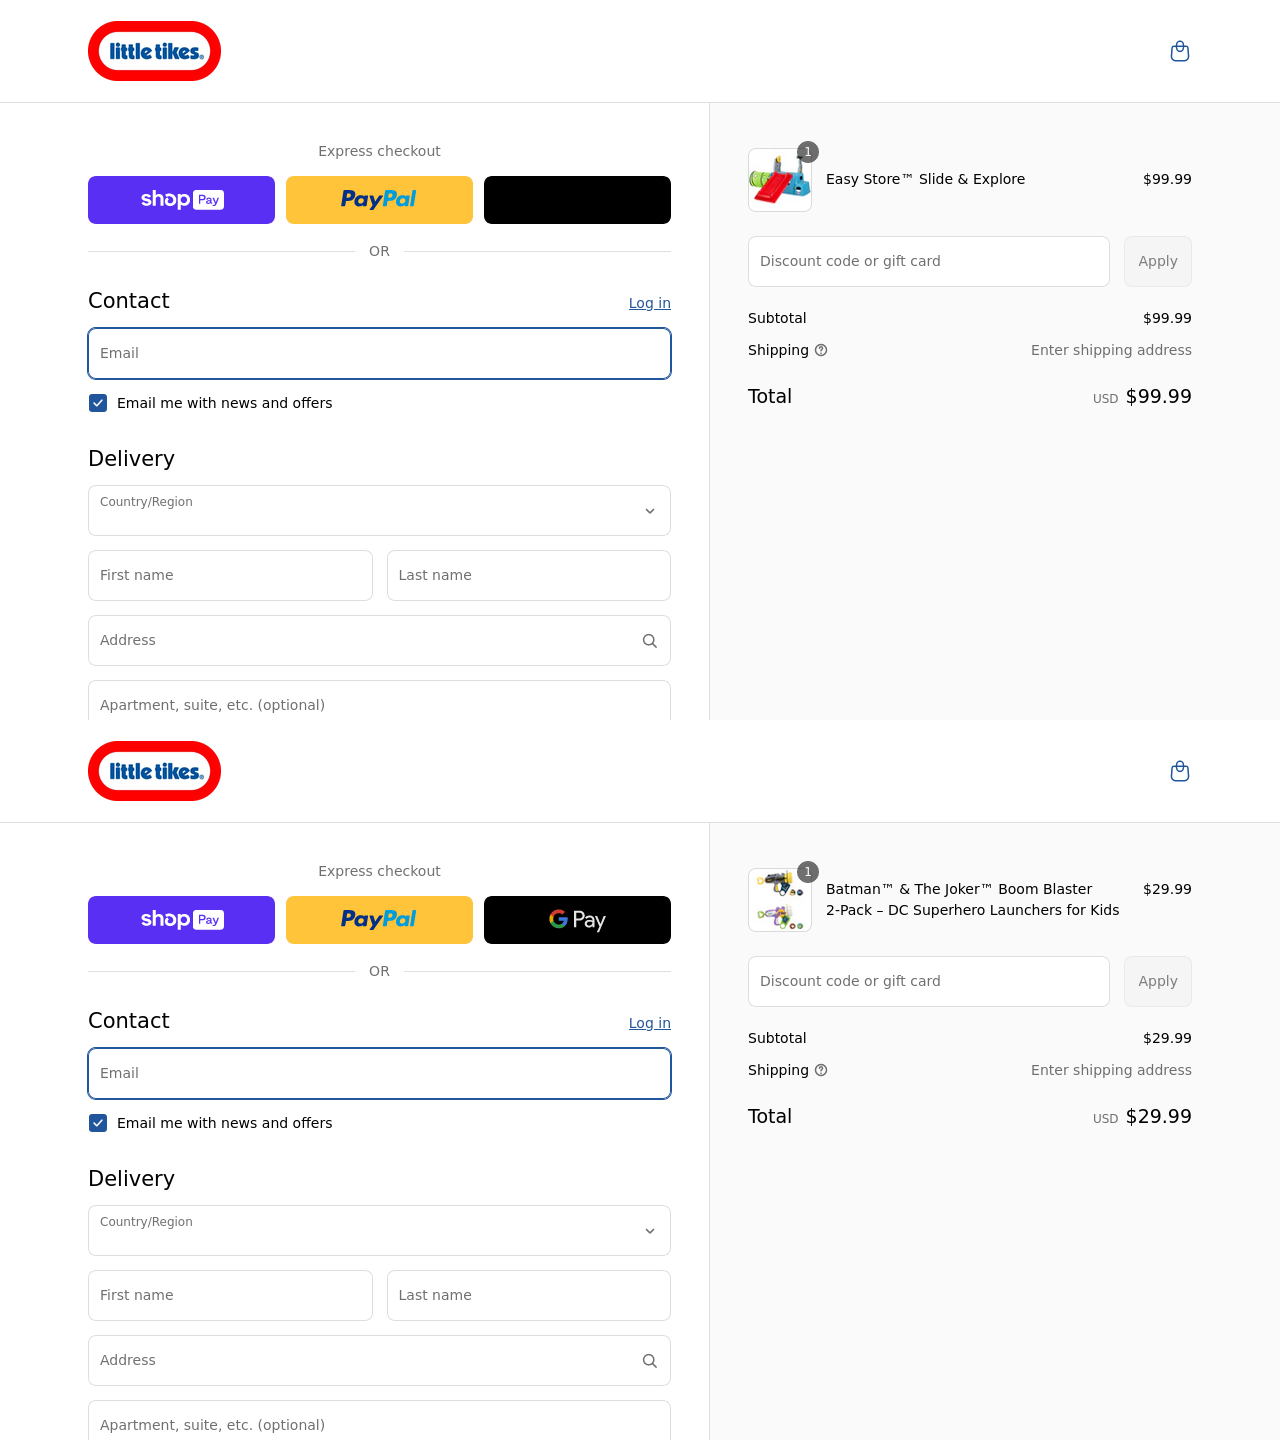 little tikes®
Express checkout
shop Pay
PayPal
OR
Contact
Log in
Email
Email me with news and offers
Delivery
Country/Region
First name
Last name
Address
Apartment, suite, etc. (optional)
1
Easy Store™ Slide & Explore
$99.99
Discount code or gift card
Apply
Subtotal
$99.99
Shipping
Enter shipping address
Total
USD $99.99
little tikes®
Express checkout
shop Pay
PayPal
G Pay
OR
Contact
Log in
Email
Email me with news and offers
Delivery
Country/Region
First name
Last name
Address
Apartment, suite, etc. (optional)
1
Batman™ & The Joker™ Boom Blaster
2-Pack – DC Superhero Launchers for Kids
$29.99
Discount code or gift card
Apply
Subtotal
$29.99
Shipping
Enter shipping address
Total
USD $29.99